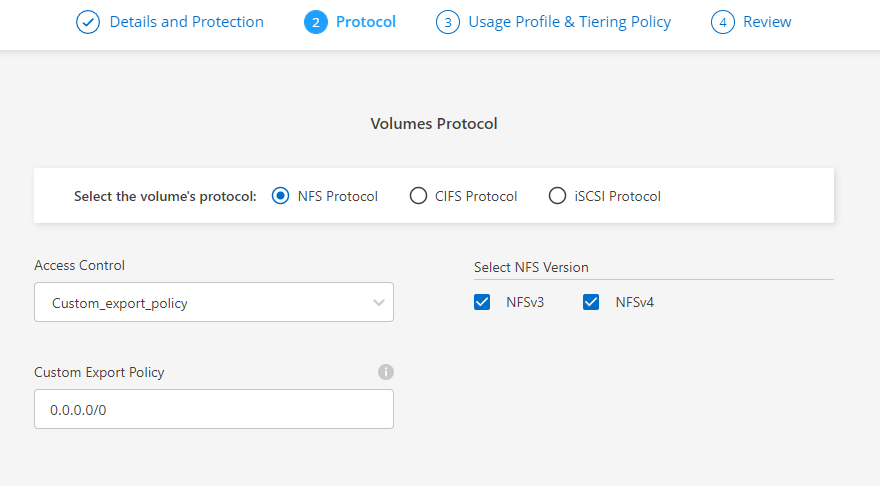 Details and Protection 2 Protocol 3 Usage Profile & Tiering Policy 4 Review
Volumes Protocol
Select the volume's protocol: NFS Protocol CIFS Protocol iSCSI Protocol
Access Control
Select NFS Version
Custom_export_policy
NFSv3 NFSv4
Custom Export Policy i
0.0.0.0/0